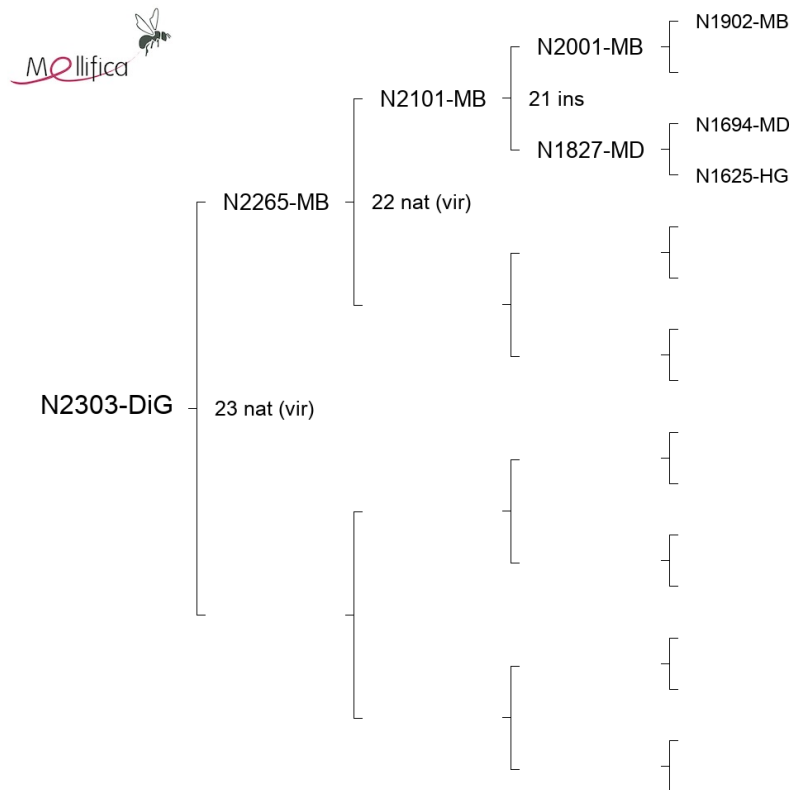 Mellifica
N1902-MB
N2001-MB
N2101-MB
21 ins
N1694-MD
N1827-MD
N1625-HG
N2265-MB
22 nat (vir)
N2303-DiG
23 nat (vir)